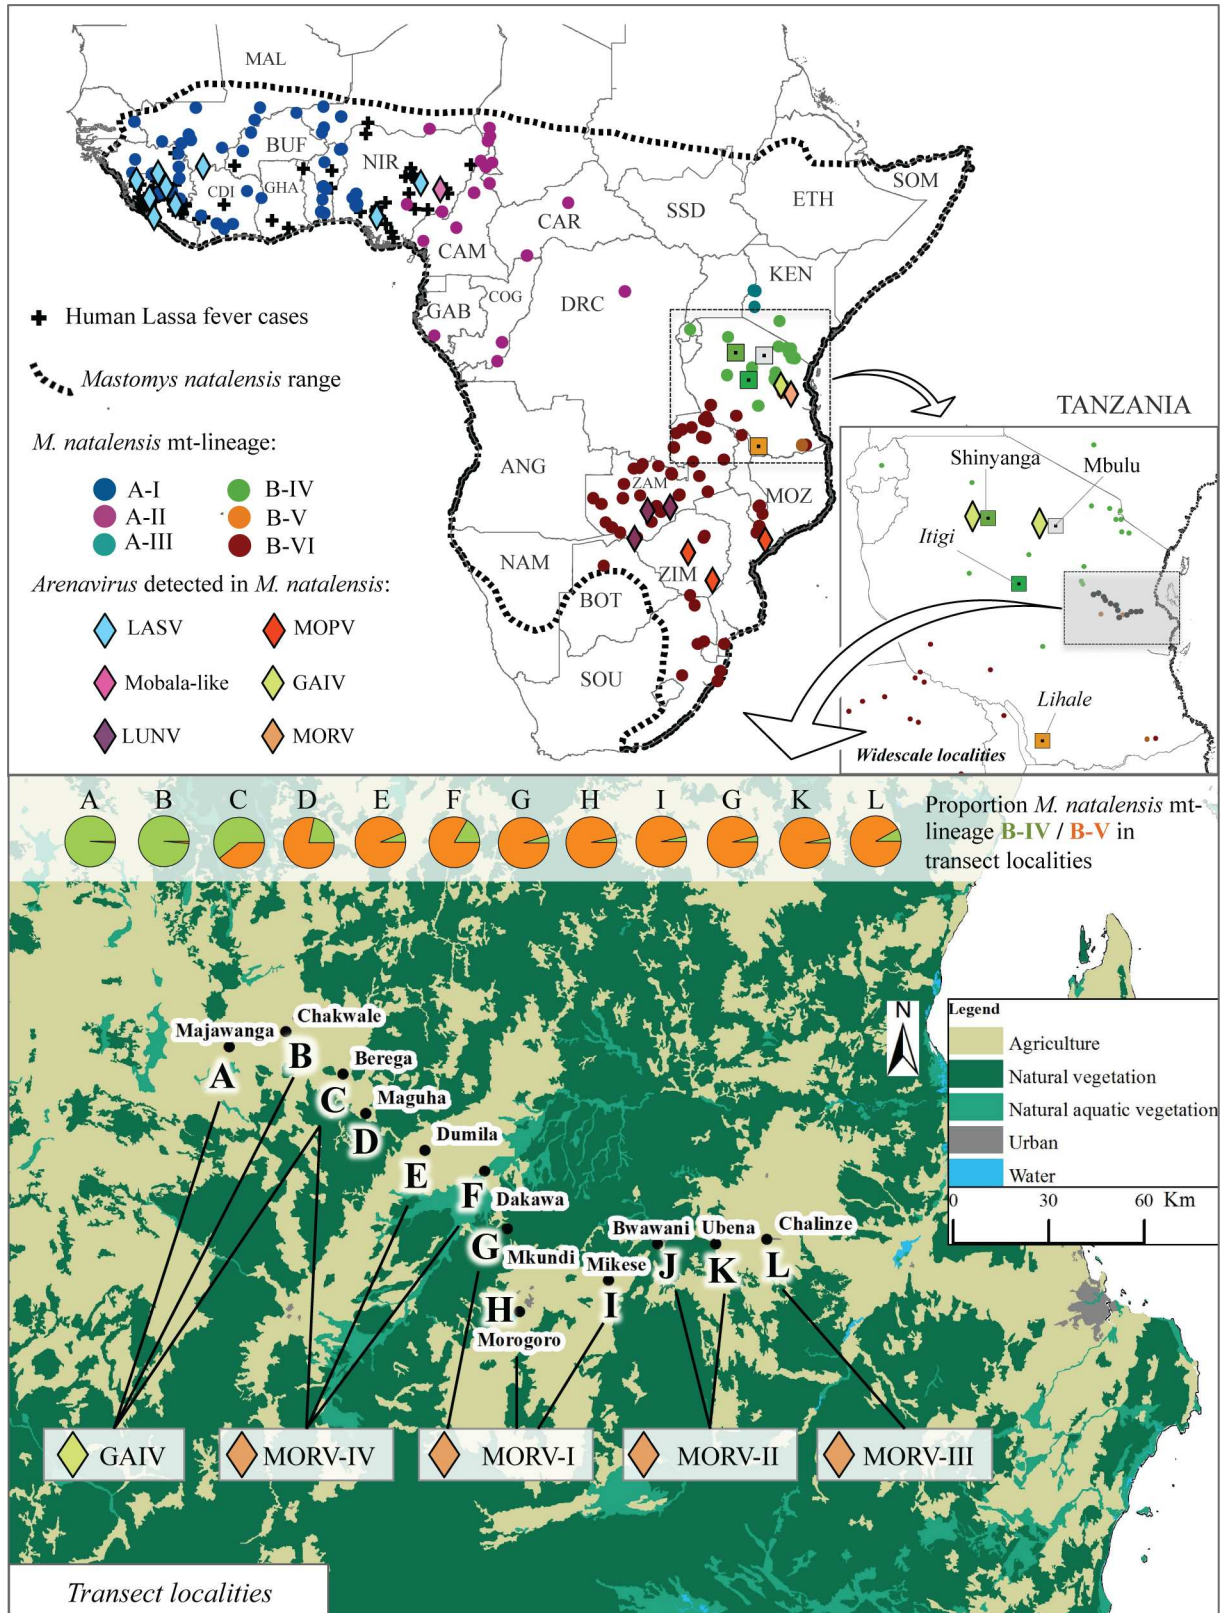 MAL
BUF
NIR
CDI
GHA
SOM
ETH
SSD
CAR
CAM
KEN
COG
GAB
DRC
Human Lassa fever cases
Mastomys natalensis range
M. natalensis mt-lineage:
A-I
B-IV
A-II
B-V
A-III
B-VI
Arenavirus detected in M. natalensis:
LASV
MOPV
Mobala-like
GAIV
LUNV
MORV
ANG
ZAM
MOZ
NAM
ZIM
BOT
SOU
TANZANIA
Shinyanga
Mbulu
Itigi
Lihale
Widescale localities
A B C D E F G H I G K L
Proportion M. natalensis mt-
lineage B-IV / B-V in
transect localities
Majawanga
Chakwale
A
B
Berega
C
Maguha
D
Dumila
E
F
Dakawa
G
Mkundi
H
Morogoro
Mikese
I
Bwawani
J
Ubena
K
Chalinze
L
N
Legend
Agriculture
Natural vegetation
Natural aquatic vegetation
Urban
Water
0 30 60 Km
GAIV
MORV-IV
MORV-I
MORV-II
MORV-III
Transect localities